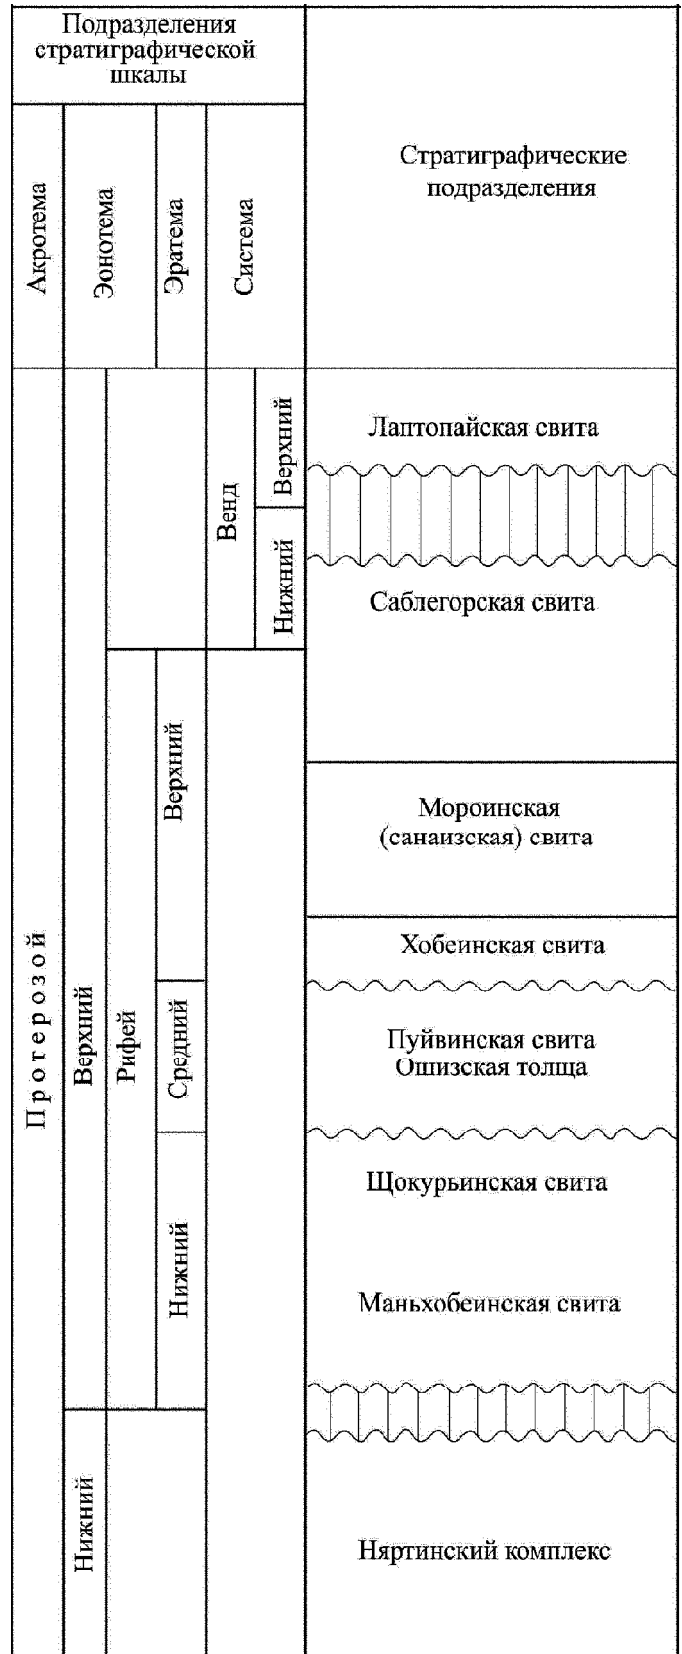 Подразделения
стратиграфической
шкалы
Стратиграфические
подразделения
Акротема
Эонотема
Эратема
Система
Протерозой
Верхний
Нижний
Рифей
Верхний
Средний
Нижний
Венд
Верхний
Нижний
Лаптопайская свита
Саблегорская свита
Мороинская
(санаизская) свита
Хобеинская свита
Пуйвинская свита
Ошизская толща
Щокурьинская свита
Маньхобеинская свита
Няртинский комплекс